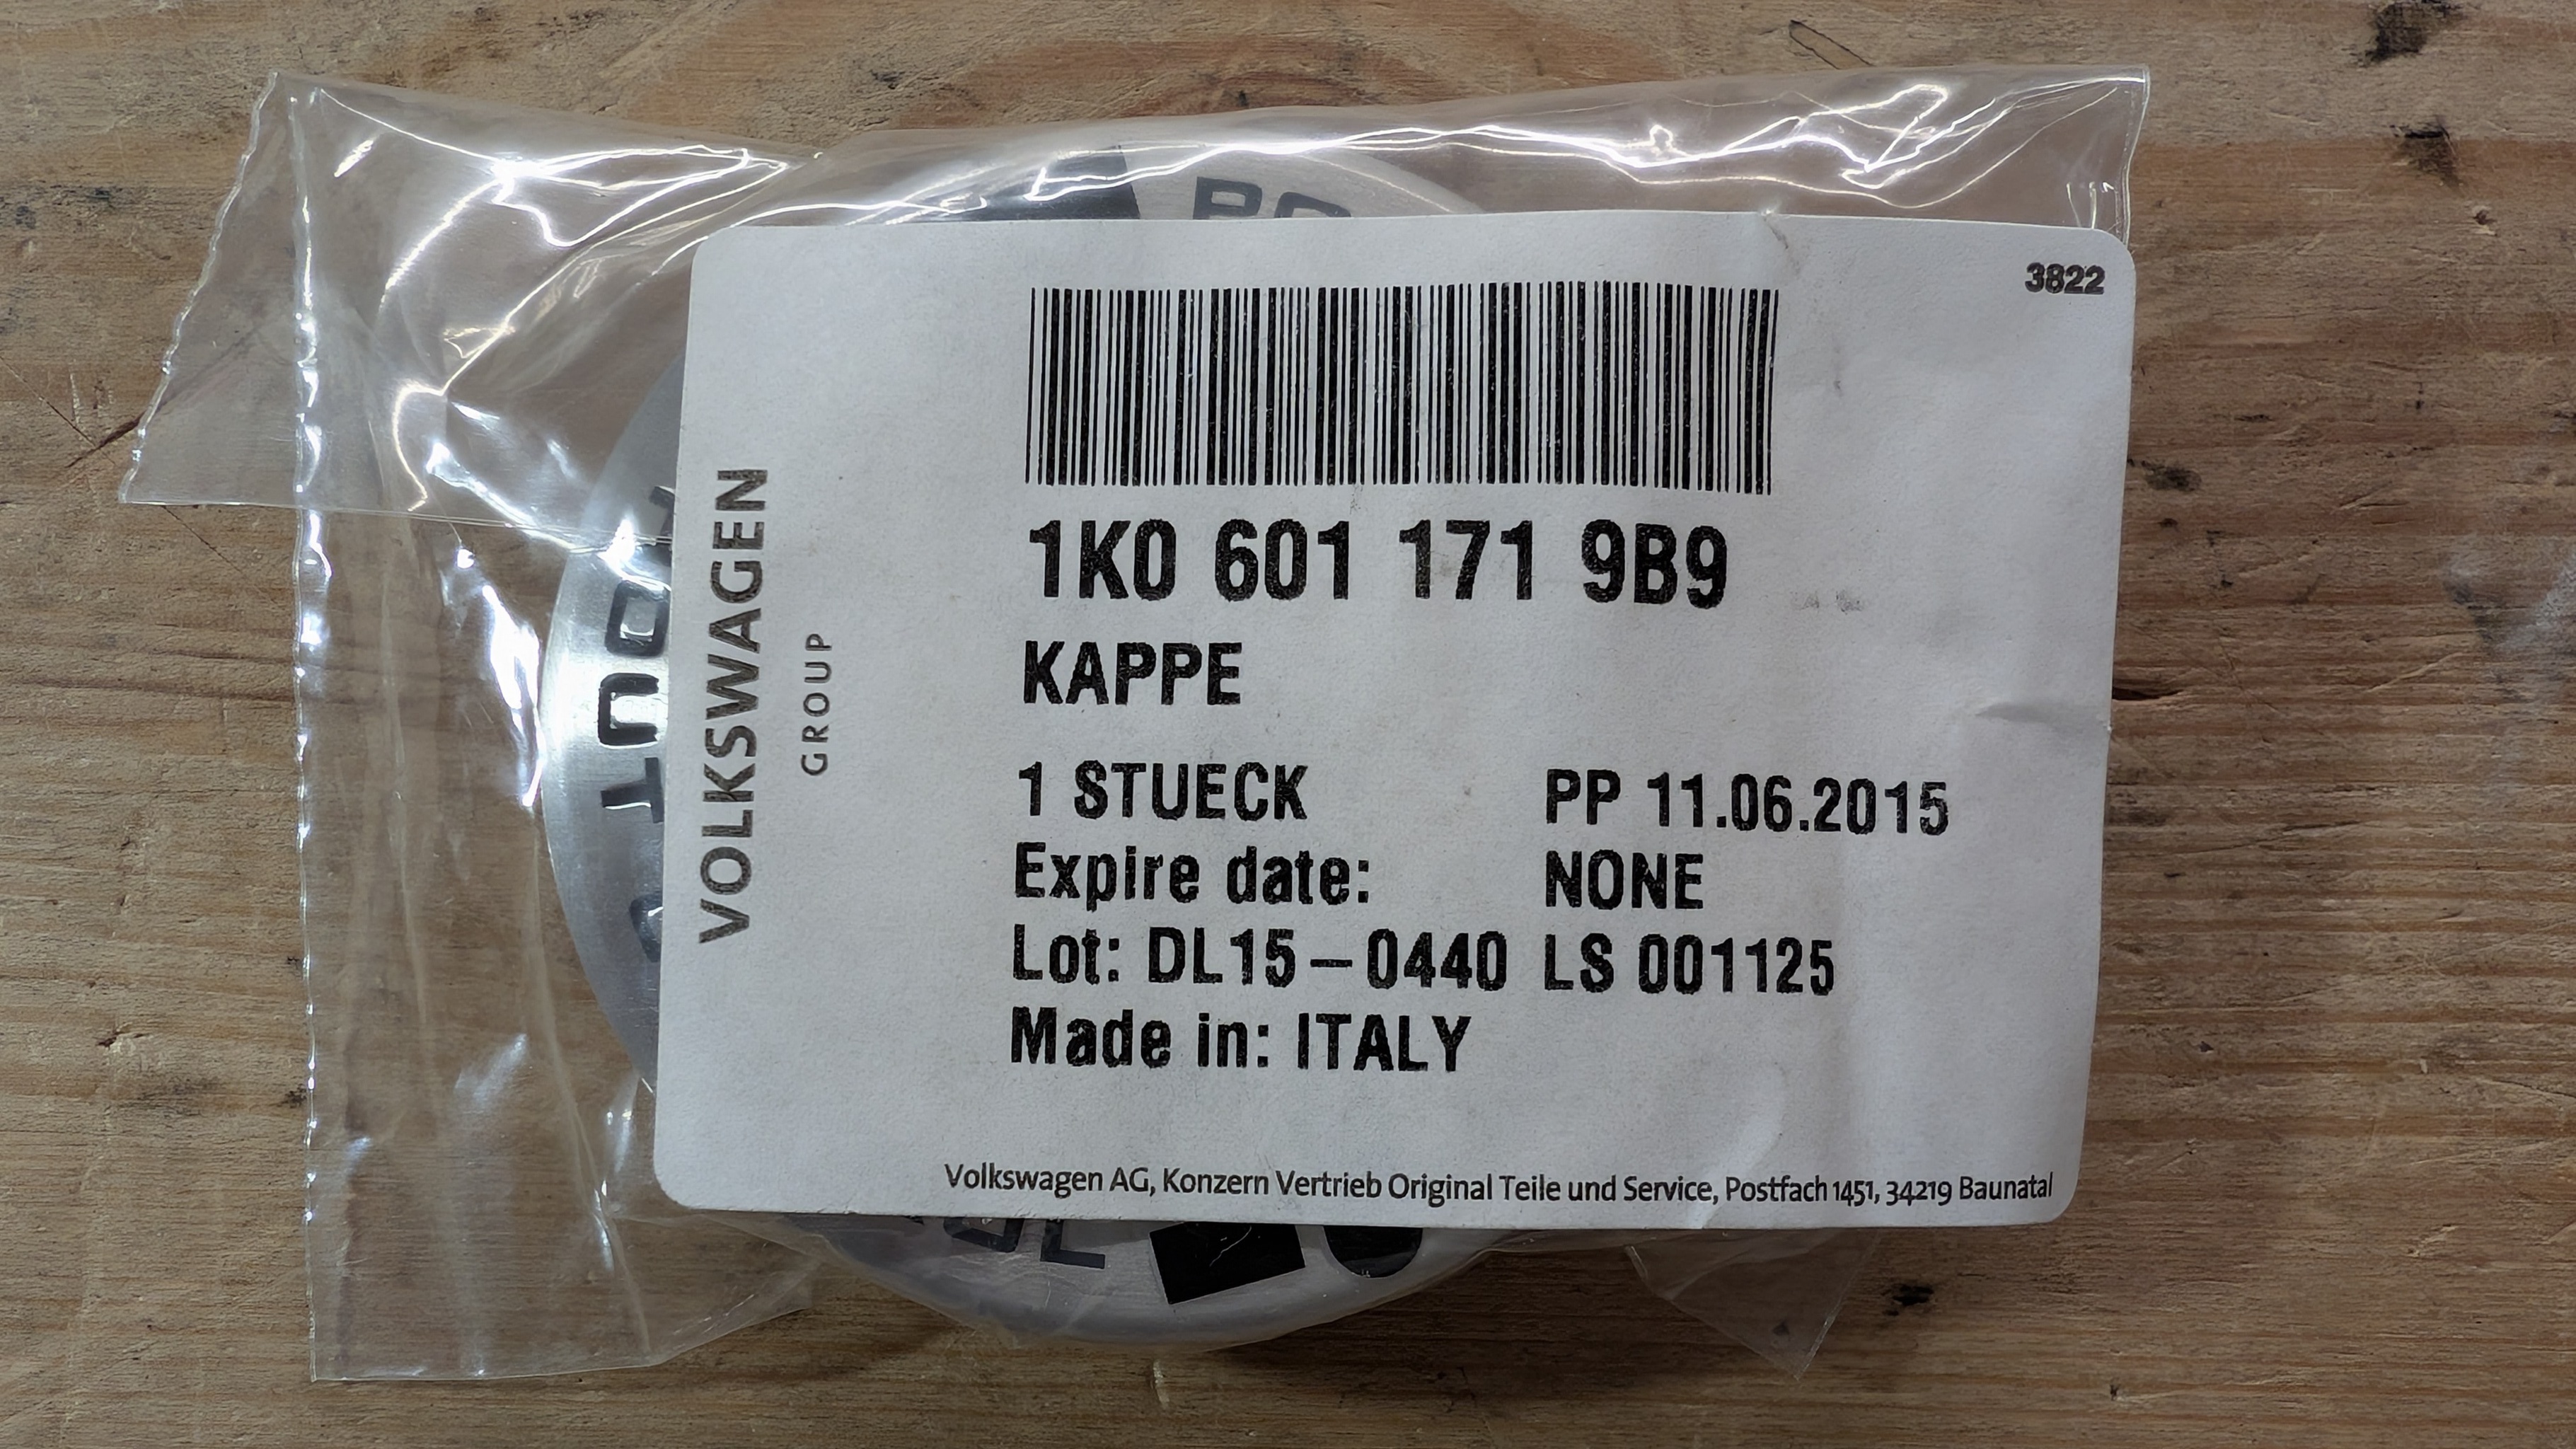 3822
1K0 601 171 9B9
KAPPE
1 STUECK PP 11.06.2015
Expire date: NONE
Lot: DL15-0440 LS 001125
Made in: ITALY
VOLKSWAGEN
GROUP
Volkswagen AG, Konzern Vertrieb Original Teile und Service, Postfach 1451, 34219 Baunatal